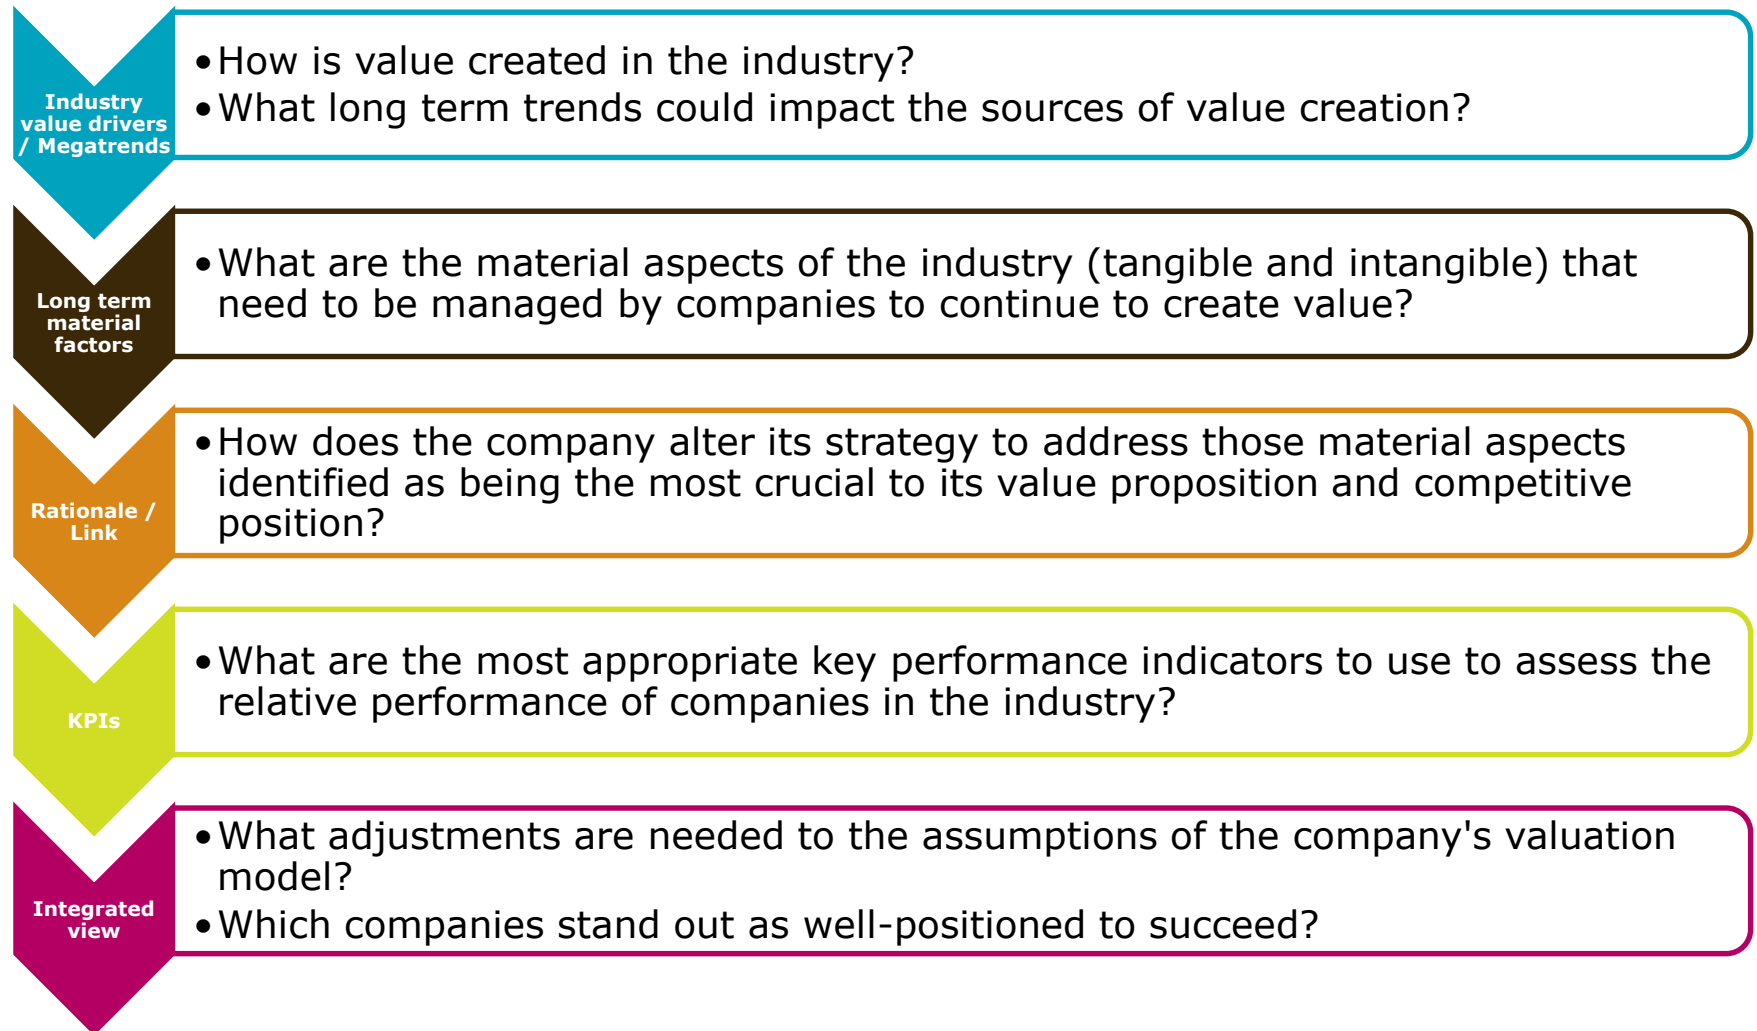 Industry
value drivers
/ Megatrends
•How is value created in the industry?
•What long term trends could impact the sources of value creation?
Long term
material
factors
•What are the material aspects of the industry (tangible and intangible) that
need to be managed by companies to continue to create value?
Rationale /
Link
•How does the company alter its strategy to address those material aspects
identified as being the most crucial to its value proposition and competitive
position?
KPIs
•What are the most appropriate key performance indicators to use to assess the
relative performance of companies in the industry?
Integrated
view
•What adjustments are needed to the assumptions of the company's valuation
model?
•Which companies stand out as well-positioned to succeed?